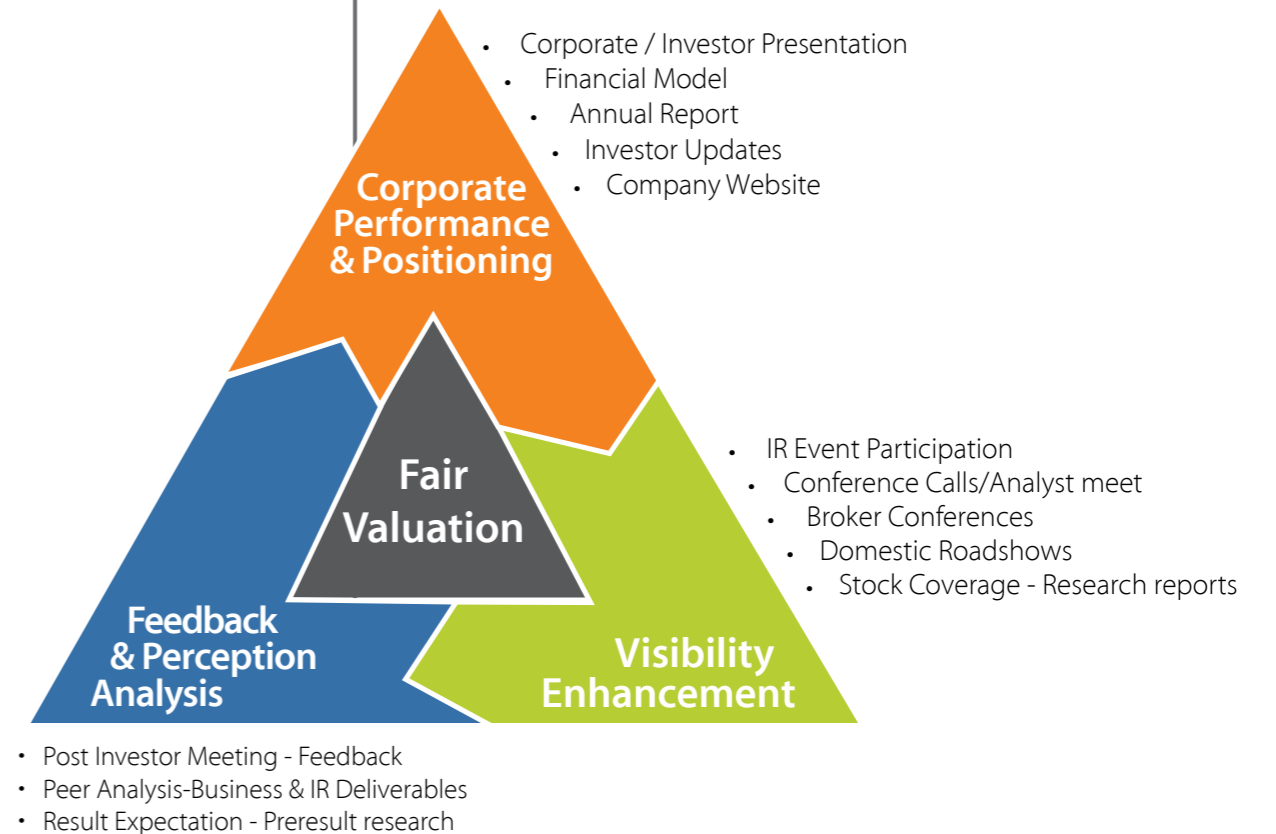 • Corporate / Investor Presentation
• Financial Model
• Annual Report
• Investor Updates
• Company Website
Corporate
Performance
& Positioning
Fair
Valuation
• IR Event Participation
• Conference Calls/Analyst meet
• Broker Conferences
• Domestic Roadshows
• Stock Coverage - Research reports
Feedback
& Perception
Analysis
Visibility
Enhancement
• Post Investor Meeting - Feedback
• Peer Analysis-Business & IR Deliverables
• Result Expectation - Preresult research